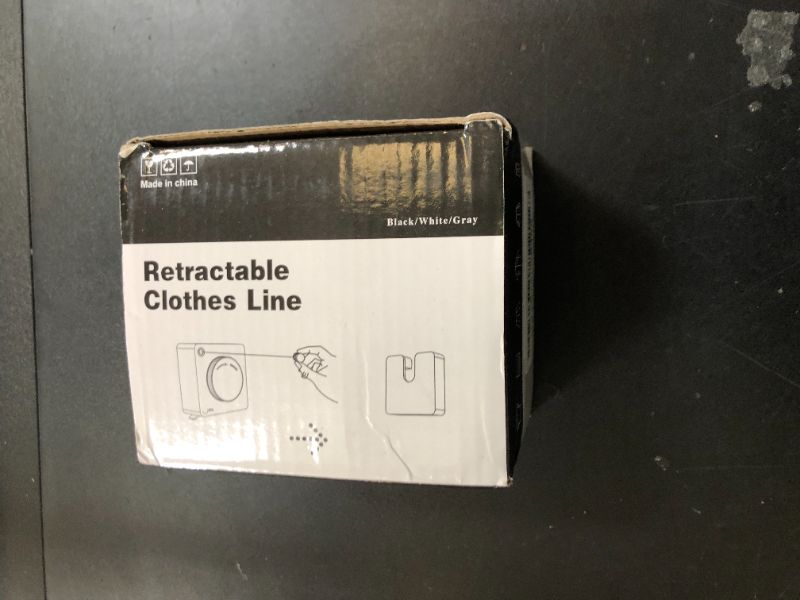 Made in china
Black/White/Gray
Retractable
Clothes Line